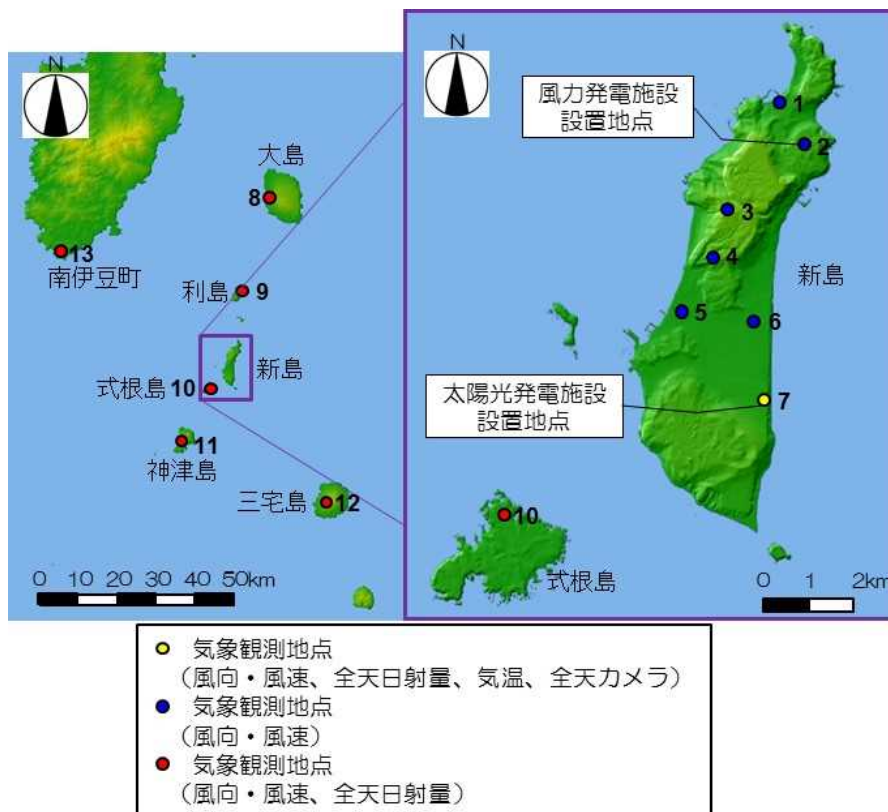 N
大島
8
13
南伊豆町
利島
9
新島
式根島 10
11
神津島
三宅島
12
0 10 20 30 40 50km
N
風力発電施設
設置地点
1
2
3
4
新島
5
6
太陽光発電施設
設置地点
7
10
式根島
0 1 2km
気象観測地点
（風向・風速、全天日射量、気温、全天カメラ）
気象観測地点
（風向・風速）
気象観測地点
（風向・風速、全天日射量）